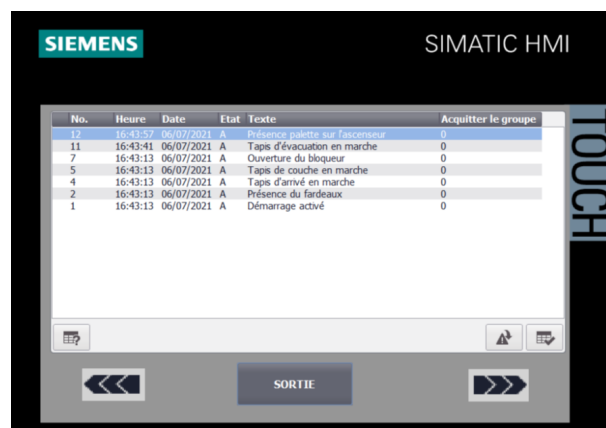 SIEMENS
SIMATIC HMI
TOUCH
No. Heure Date Etat Texte Acquitter le groupe
12 16:43:57 06/07/2021 A Présence palette sur l'ascenseur 0
11 16:43:41 06/07/2021 A Tapis d'évacuation en marche 0
7 16:43:13 06/07/2021 A Ouverture du bloqueur 0
5 16:43:13 06/07/2021 A Tapis de couche en marche 0
4 16:43:13 06/07/2021 A Tapis d'arrivé en marche 0
2 16:43:13 06/07/2021 A Présence du fardeaux 0
1 16:43:13 06/07/2021 A Démarrage activé 0
SORTIE